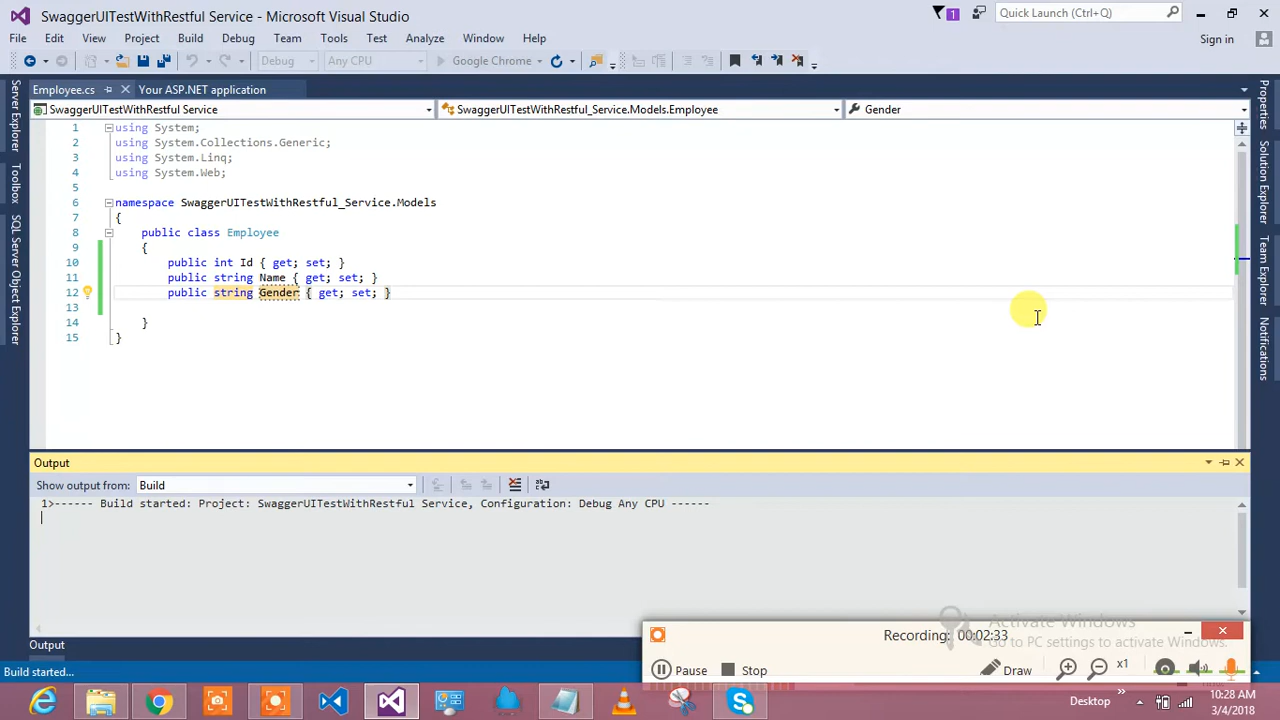 SwaggerUITestWithRestful Service - Microsoft Visual Studio
1
Quick Launch (Ctrl+Q)
File Edit View Project Build Debug Team Tools Test Analyze Window Help
Sign in
Debug Any CPU Google Chrome
Employee.cs Your ASP.NET application
SwaggerUITestWithRestful Service SwaggerUITestWithRestful_Service.Models.Employee Gender
Server Explorer
Toolbox
SQL Server Object Explorer
Properties
Solution Explorer
Team Explorer
Notifications
1 using System;
2 using System.Collections.Generic;
3 using System.Linq;
4 using System.Web;
5
6 namespace SwaggerUITestWithRestful_Service.Models
7 {
8 public class Employee
9 {
10 public int Id { get; set; }
11 public string Name { get; set; }
12 public string Gender { get; set; }
13
14 }
15 }
Output
Show output from: Build
1>------ Build started: Project: SwaggerUITestWithRestful Service, Configuration: Debug Any CPU ------
Activate Windows
Go to PC settings to activate Windows.
Recording: 00:02:33
Pause Stop Draw x1
Output
Build started...
Desktop
10:28 AM
3/4/2018